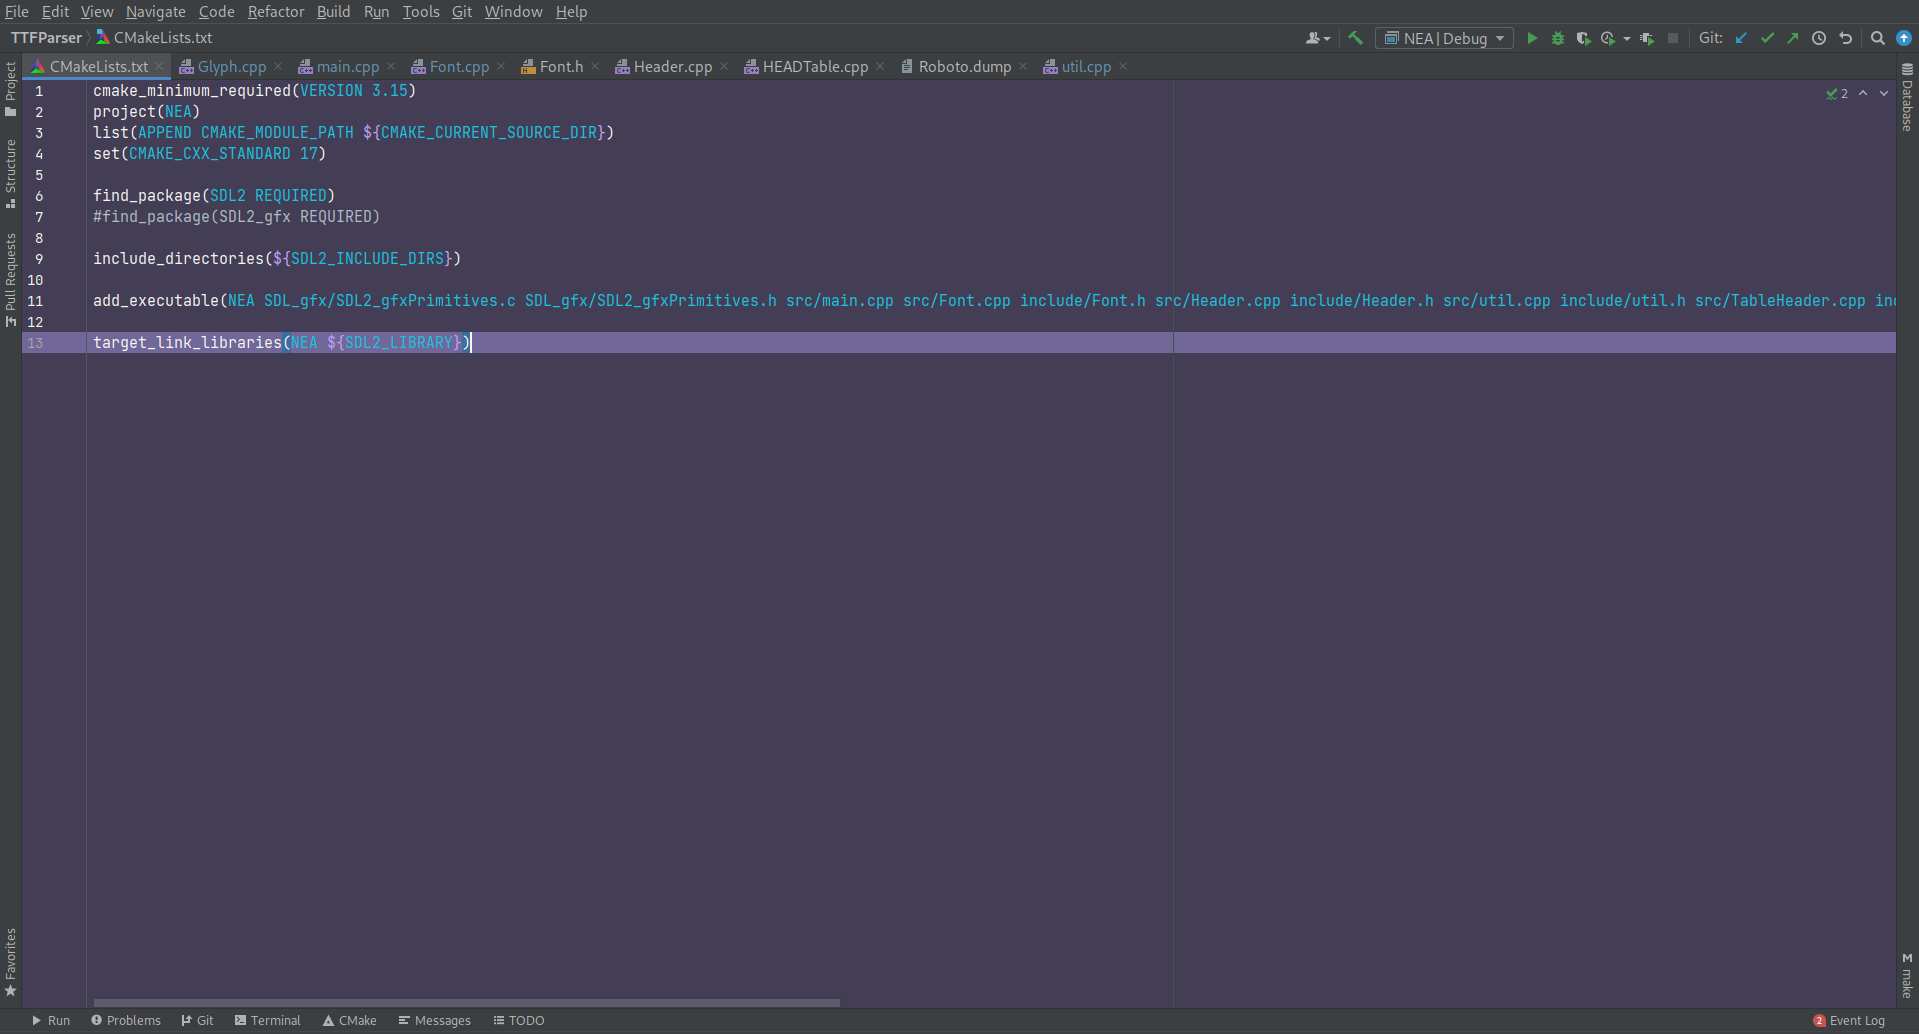 File Edit View Navigate Code Refactor Build Run Tools Git Window Help
TTFParser CMakeLists.txt NEA | Debug Git:
CMakeLists.txt Glyph.cpp main.cpp Font.cpp Font.h Header.cpp HEADTable.cpp Roboto.dump util.cpp
Project
Structure
Pull Requests
Favorites
1 cmake_minimum_required(VERSION 3.15)
2 project(NEA)
3 list(APPEND CMAKE_MODULE_PATH ${CMAKE_CURRENT_SOURCE_DIR})
4 set(CMAKE_CXX_STANDARD 17)
5
6 find_package(SDL2 REQUIRED)
7 #find_package(SDL2_gfx REQUIRED)
8
9 include_directories(${SDL2_INCLUDE_DIRS})
10
11 add_executable(NEA SDL_gfx/SDL2_gfxPrimitives.c SDL_gfx/SDL2_gfxPrimitives.h src/main.cpp src/Font.cpp include/Font.h src/Header.cpp include/Header.h src/util.cpp include/util.h src/TableHeader.cpp inc
12
13 target_link_libraries(NEA ${SDL2_LIBRARY})
2
Database
make
Run Problems Git Terminal CMake Messages TODO 2 Event Log